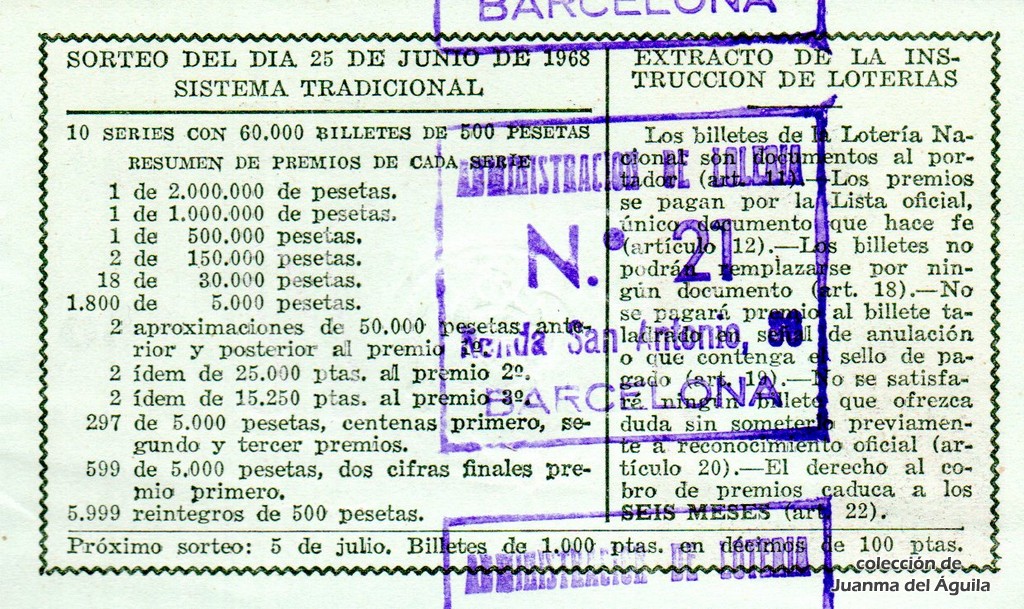 BARCELONA
SORTEO DEL DIA 25 DE JUNIO DE 1968
SISTEMA TRADICIONAL
10 SERIES CON 60.000 BILLETES DE 500 PESETAS
RESUMEN DE PREMIOS DE CADA SERIE
1 de 2.000.000 de pesetas.
1 de 1.000.000 de pesetas.
1 de 500.000 pesetas.
2 de 150.000 pesetas.
18 de 30.000 pesetas.
1.800 de 5.000 pesetas.
2 aproximaciones de 50.000 pesetas, ante-
rior y posterior al premio 1º.
2 ídem de 25.000 ptas. al premio 2º.
2 ídem de 15.250 ptas. al premio 3º.
297 de 5.000 pesetas, centenas primero, se-
gundo y tercer premios.
599 de 5.000 pesetas, dos cifras finales pre-
mio primero.
5.999 reintegros de 500 pesetas.
EXTRACTO DE LA INS-
TRUCCION DE LOTERIAS
Los billetes de la Lotería Na-
cional son documentos al por-
tador (art. 11).—Los premios
se pagan por la Lista oficial,
único documento que hace fe
(artículo 12).—Los billetes no
podrán remplazarse por nin-
gún documento (art. 18).—No
se pagará premio al billete ta-
ladrado en señal de anulación
o que contenga el sello de pa-
gado (art. 19).—No se satisfa-
rá ningún billete que ofrezca
duda sin someterlo previamen-
te a reconocimiento oficial (ar-
tículo 20).—El derecho al co-
bro de premios caduca a los
SEIS MESES (art. 22).
Próximo sorteo: 5 de julio. Billetes de 1.000 ptas. en décimos de 100 ptas.
ADMINISTRACION DE LOTERIA
N.º 21
Ronda San Antonio,
BARCELONA
ADMINISTRACION DE LOTERIA
colección de
Juanma del Águila